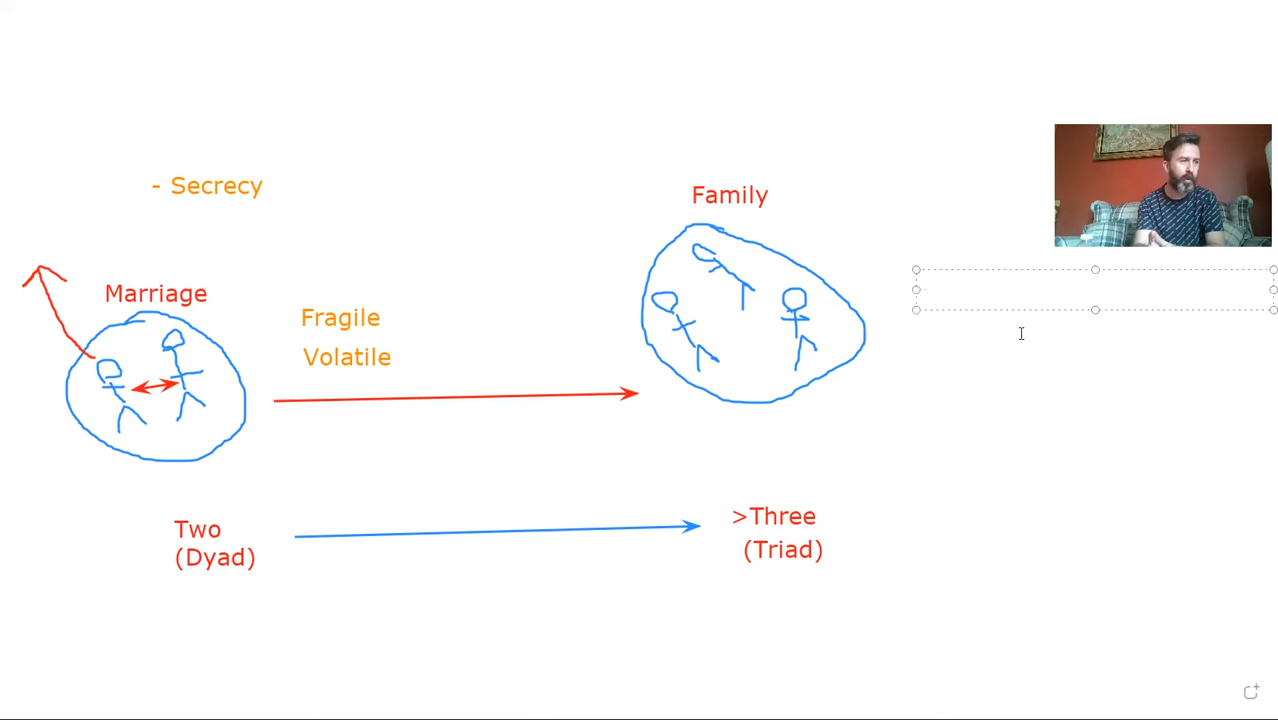 - Secrecy
Family
Marriage
Fragile
Volatile
Two
(Dyad)
>Three
(Triad)